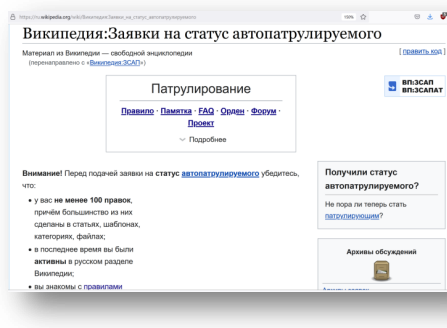 https://ru.wikipedia.org/wiki/Википедия:Заявки_на_статус_автопатрулируемого
Википедия:Заявки на статус автопатрулируемого
Материал из Википедии — свободной энциклопедии
[ править код ]
(перенаправлено с «Википедия:ЗСАП»)
ВП:ЗСАП
ВП:ЗСАПАТ
Патрулирование
Правило · Памятка · FAQ · Орден · Форум ·
Проект
Подробнее
Внимание! Перед подачей заявки на статус автопатрулируемого убедитесь,
что:
• у вас не менее 100 правок,
причём большинство из них
сделаны в статьях, шаблонах,
категориях, файлах;
• в последнее время вы были
активны в русском разделе
Википедии;
• вы знакомы с правилами
Получили статус
автопатрулируемого?
Не пора ли теперь стать
патрулирующим?
Архивы обсуждений